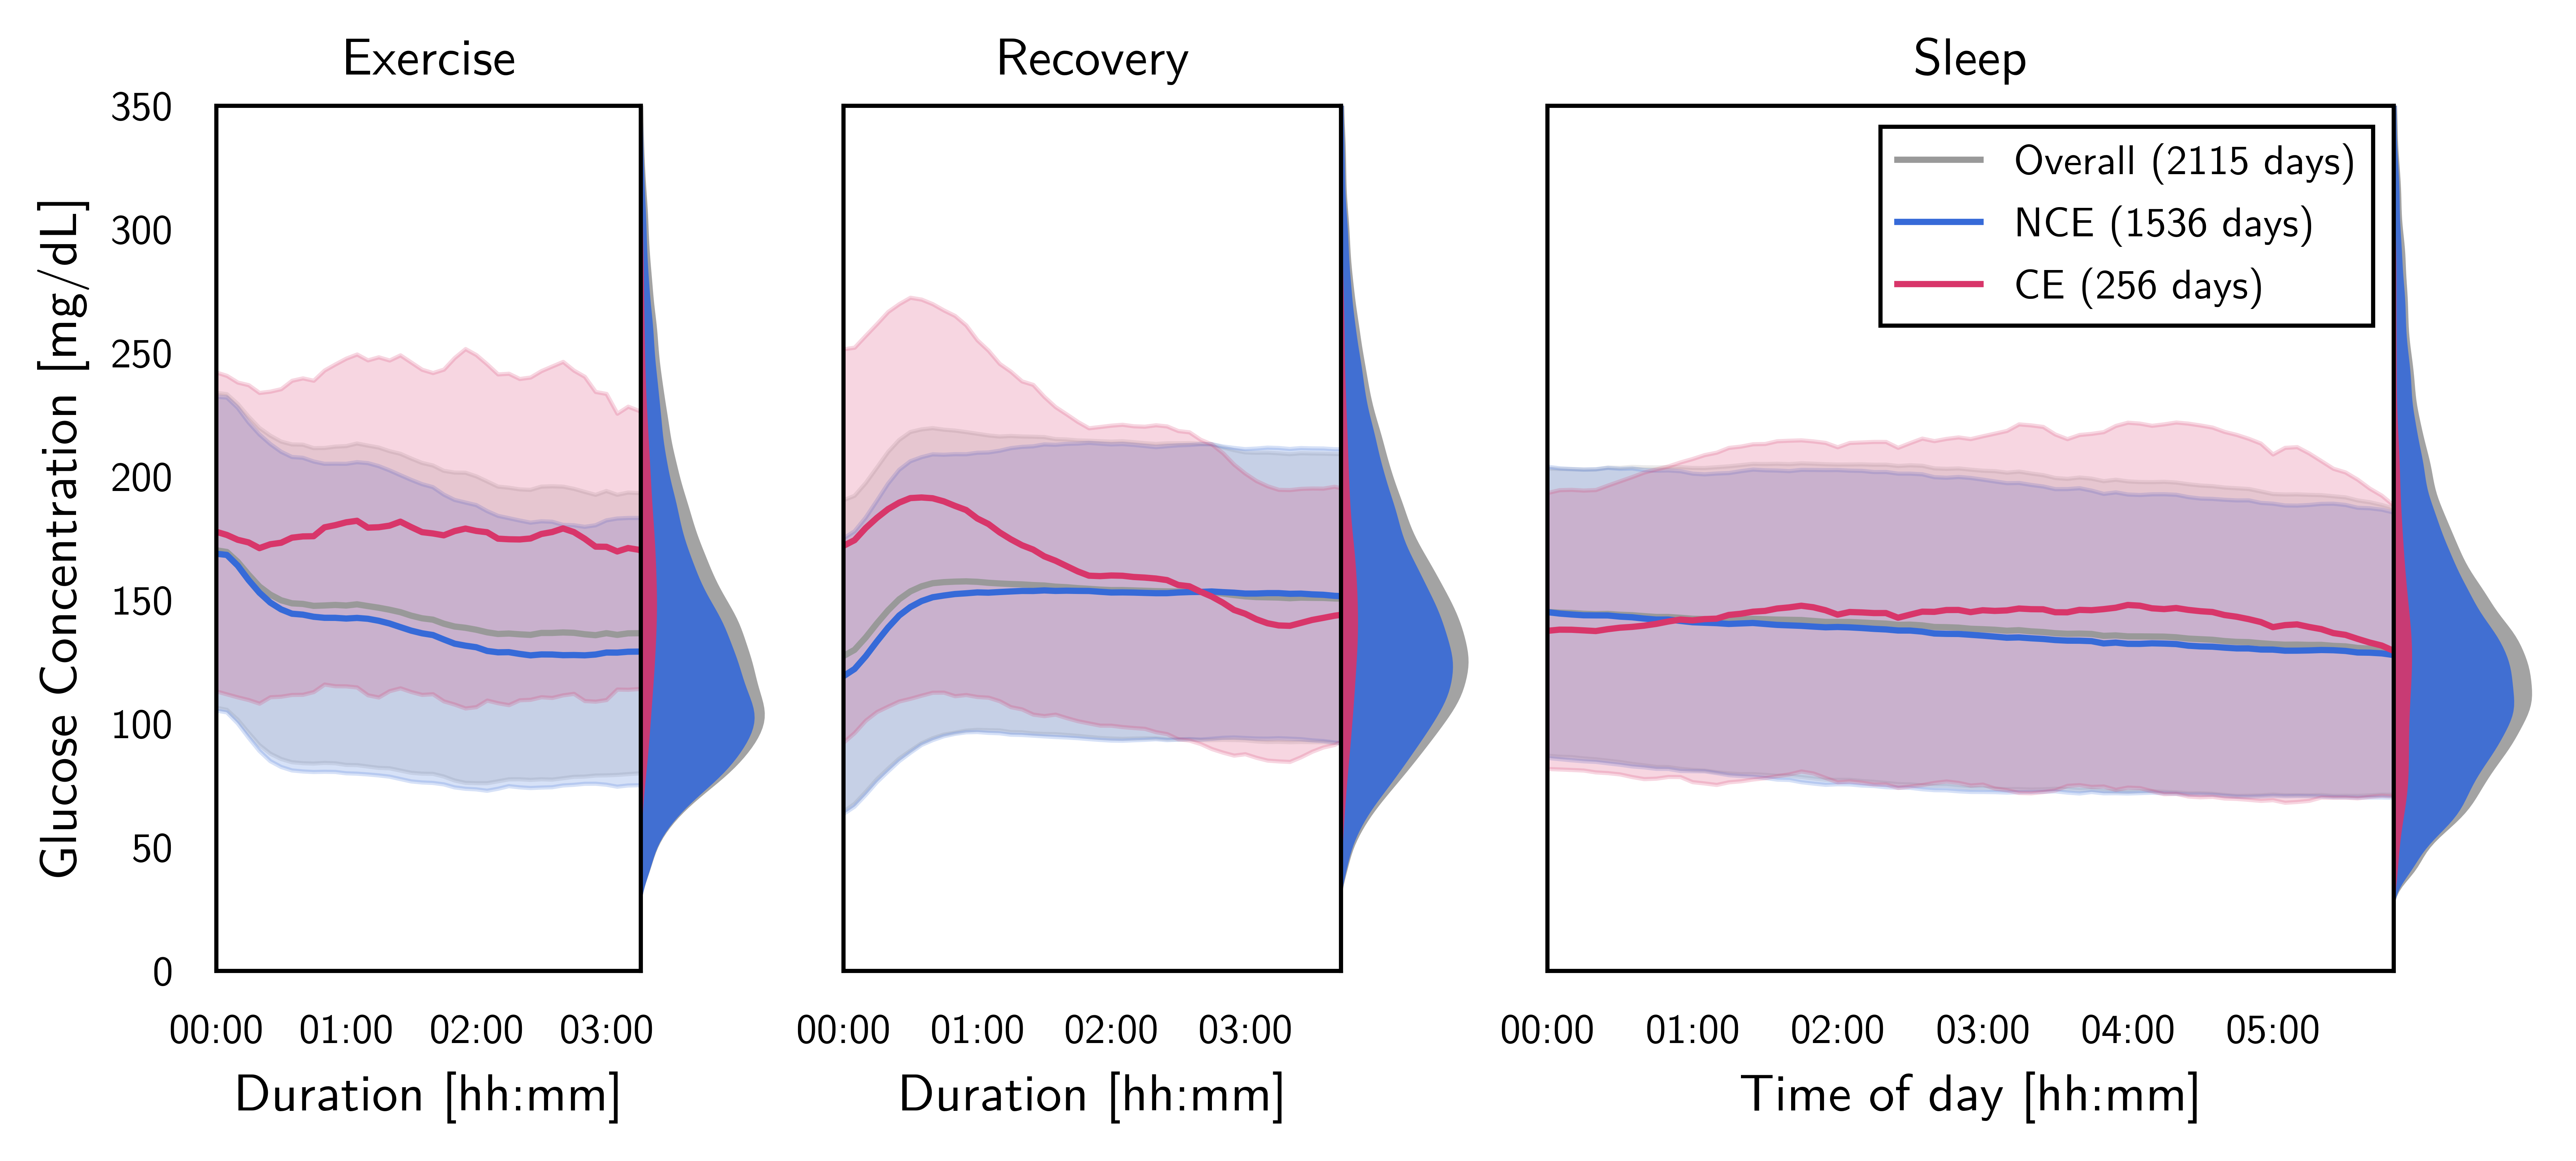 Exercise
Recovery
Sleep
Glucose Concentration [mg/dL]
350
300
250
200
150
100
50
0
Overall (2115 days)
NCE (1536 days)
CE (256 days)
00:00 01:00 02:00 03:00
00:00 01:00 02:00 03:00
00:00 01:00 02:00 03:00 04:00 05:00
Duration [hh:mm]
Duration [hh:mm]
Time of day [hh:mm]